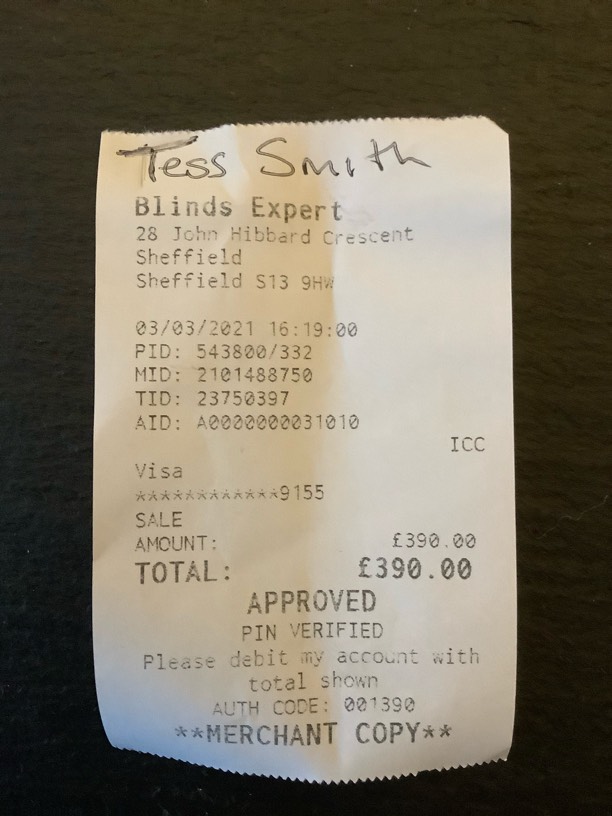 Tess Smith
Blinds Expert
28 John Hibbard Crescent
Sheffield
Sheffield S13 9HW
03/03/2021 16:19:00
PID: 543800/332
MID: 2101488750
TID: 23750397
AID: A0000000031010
ICC
Visa
************9155
SALE
AMOUNT: £390.00
TOTAL: £390.00
APPROVED
PIN VERIFIED
Please debit my account with
total shown
AUTH CODE: 001390
**MERCHANT COPY**